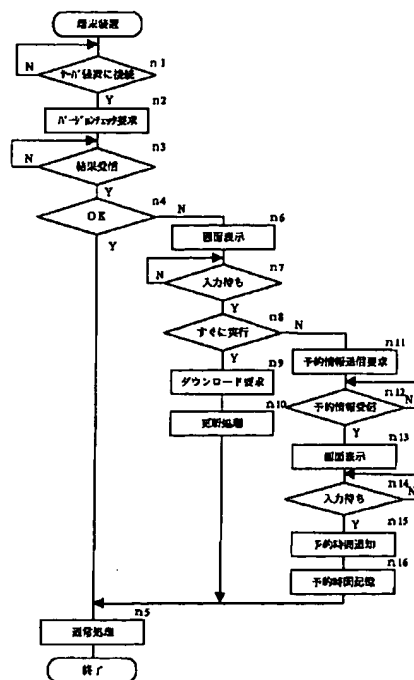 端末装置
n1
サーバ装置に接続
N
Y
n2
バージョンチェック要求
n3
結果受信
N
Y
n4
OK
N
Y
n6
画面表示
n7
入力待ち
N
Y
n8
すぐに実行
N
Y
n9
ダウンロード要求
n10
更新処理
n11
予約情報送信要求
n12
予約情報受信
N
Y
n13
画面表示
n14
入力待ち
N
Y
n15
予約時間通知
n16
予約時間記憶
n5
通常処理
終了